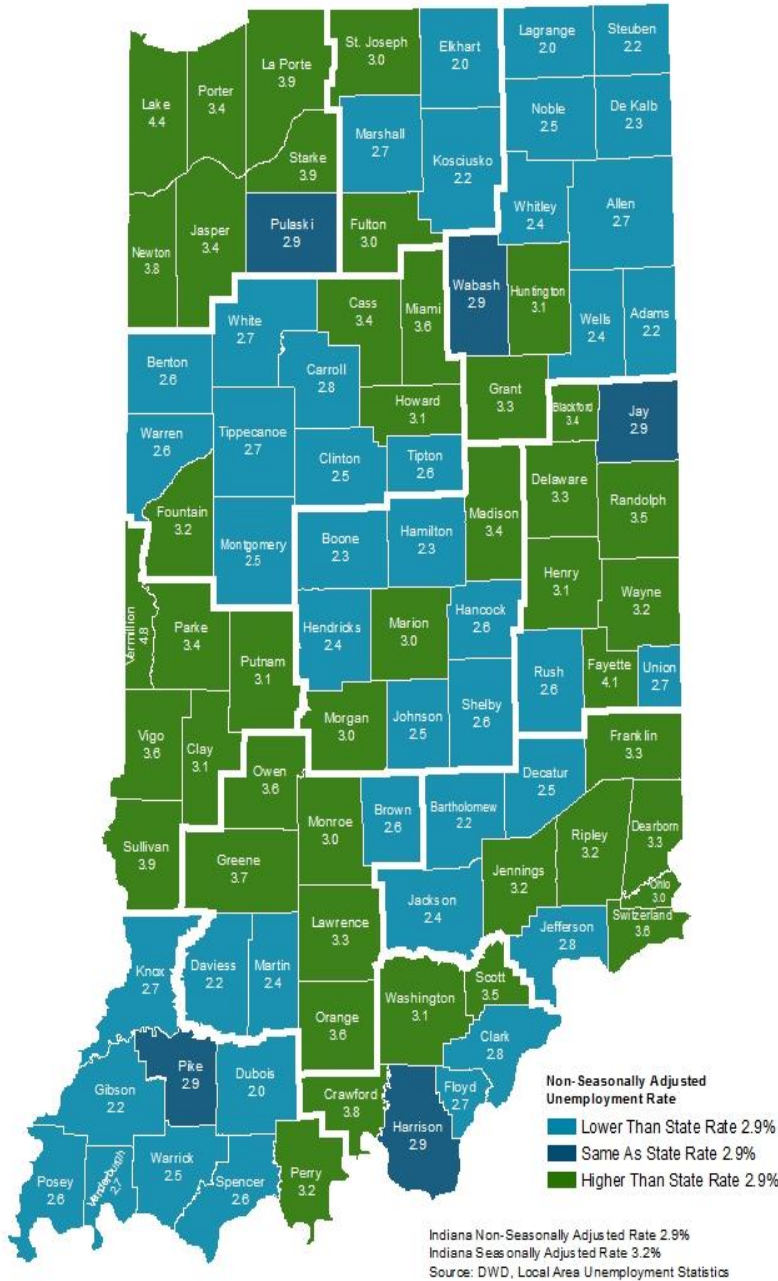 St. Joseph
3.0
Elkhart
2.0
Lagrange
2.0
Steuben
2.2
La Porte
3.9
Porter
3.4
Lake
4.4
Noble
2.5
De Kalb
2.3
Marshall
2.7
Kosciusko
2.2
Starke
3.9
Whitley
2.4
Allen
2.7
Pulaski
2.9
Fulton
3.0
Jasper
3.4
Newton
3.8
Wabash
2.9
Huntington
3.1
Cass
3.4
Miami
3.6
Wells
2.4
Adams
2.2
White
2.7
Benton
2.6
Carroll
2.8
Grant
3.3
Howard
3.1
Blackford
3.4
Jay
2.9
Warren
2.6
Tippecanoe
2.7
Clinton
2.5
Tipton
2.6
Delaware
3.3
Randolph
3.5
Madison
3.4
Fountain
3.2
Montgomery
2.5
Boone
2.3
Hamilton
2.3
Henry
3.1
Wayne
3.2
Hancock
2.6
Vermillion
4.8
Parke
3.4
Hendricks
2.4
Marion
3.0
Putnam
3.1
Rush
2.6
Fayette
4.1
Union
2.7
Shelby
2.6
Morgan
3.0
Johnson
2.5
Vigo
3.6
Clay
3.1
Franklin
3.3
Owen
3.6
Decatur
2.5
Brown
2.6
Bartholomew
2.2
Monroe
3.0
Sullivan
3.9
Greene
3.7
Ripley
3.2
Dearborn
3.3
Jennings
3.2
Ohio
3.0
Jackson
2.4
Switzerland
3.6
Jefferson
2.8
Lawrence
3.3
Knox
2.7
Daviess
2.2
Martin
2.4
Scott
3.5
Washington
3.1
Orange
3.6
Clark
2.8
Pike
2.9
Dubois
2.0
Gibson
2.2
Crawford
3.8
Floyd
2.7
Harrison
2.9
Perry
3.2
Warrick
2.5
Spencer
2.6
Posey
2.6
Vanderburgh
2.7
Non-Seasonally Adjusted
Unemployment Rate
Lower Than State Rate 2.9%
Same As State Rate 2.9%
Higher Than State Rate 2.9%
Indiana Non-Seasonally Adjusted Rate 2.9%
Indiana Seasonally Adjusted Rate 3.2%
Source: DWD, Local Area Unemployment Statistics